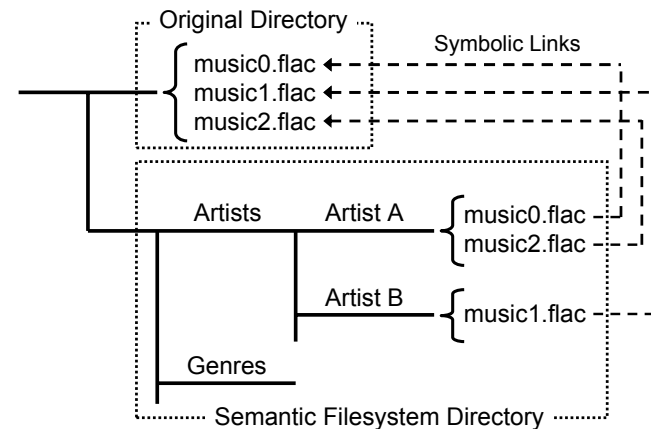 Original Directory
music0.flac
music1.flac
music2.flac
Symbolic Links
Artists
Artist A
music0.flac
music2.flac
Artist B
music1.flac
Genres
Semantic Filesystem Directory